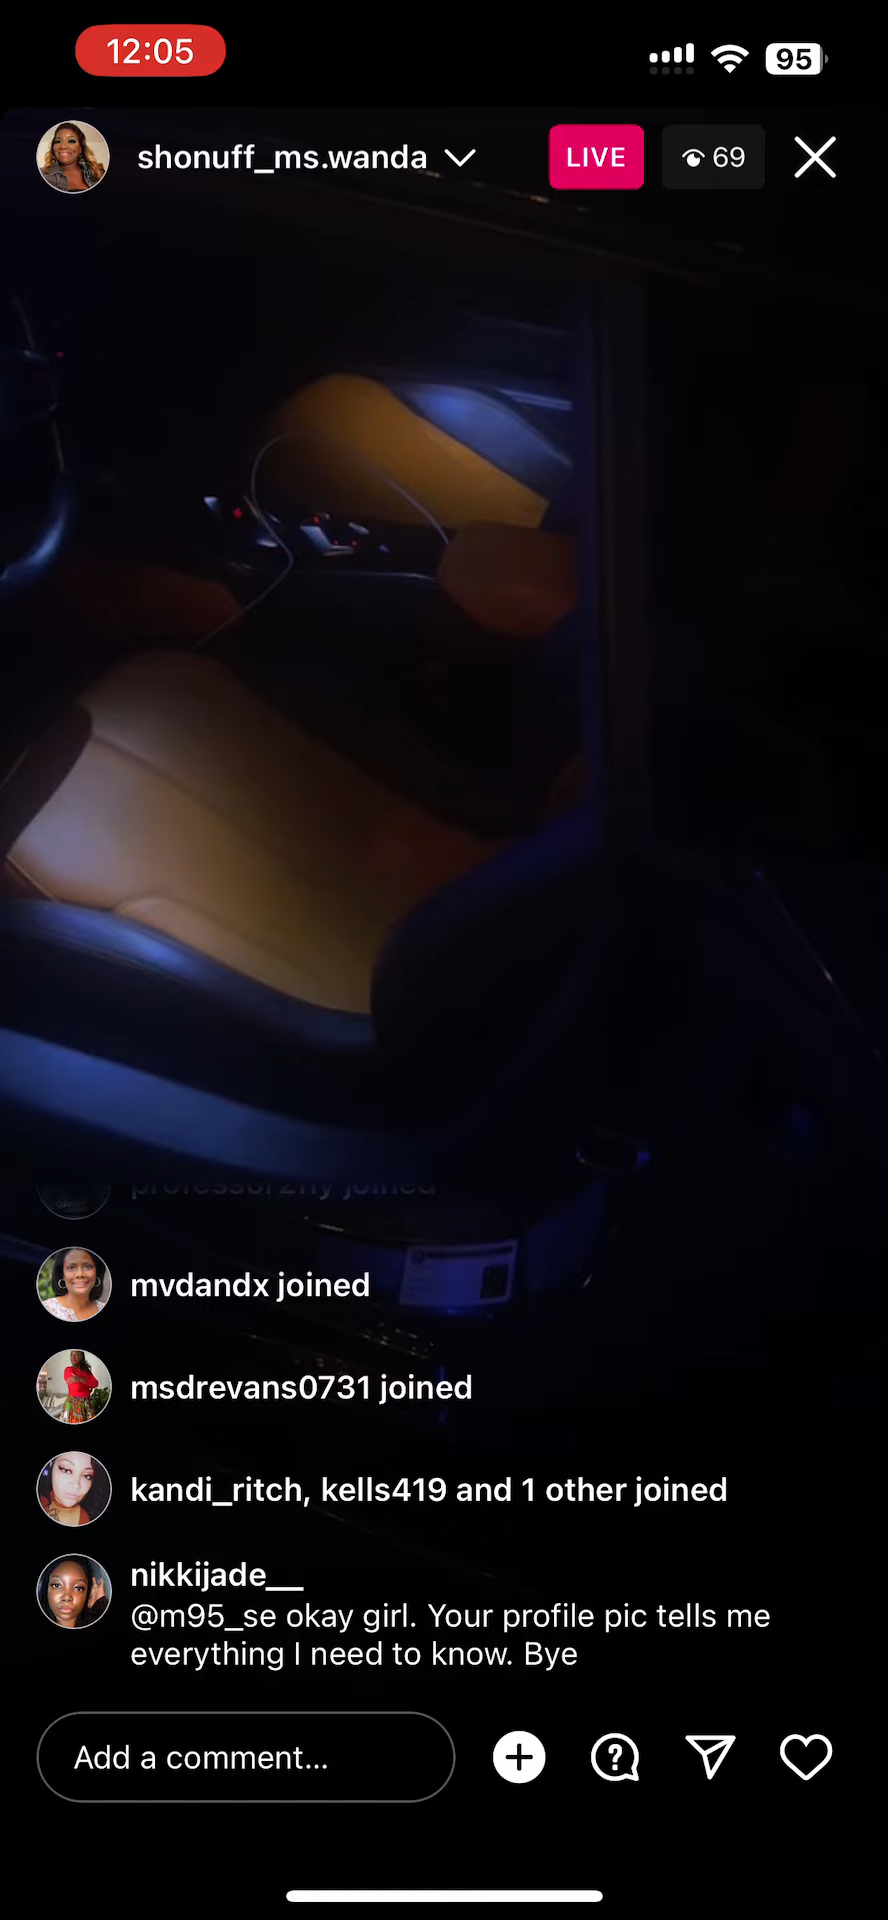 12:05
95
shonuff_ms.wanda
LIVE
69
mvdandx joined
msdrevans0731 joined
kandi_ritch, kells419 and 1 other joined
nikkijade__
@m95_se okay girl. Your profile pic tells me
everything I need to know. Bye
Add a comment...